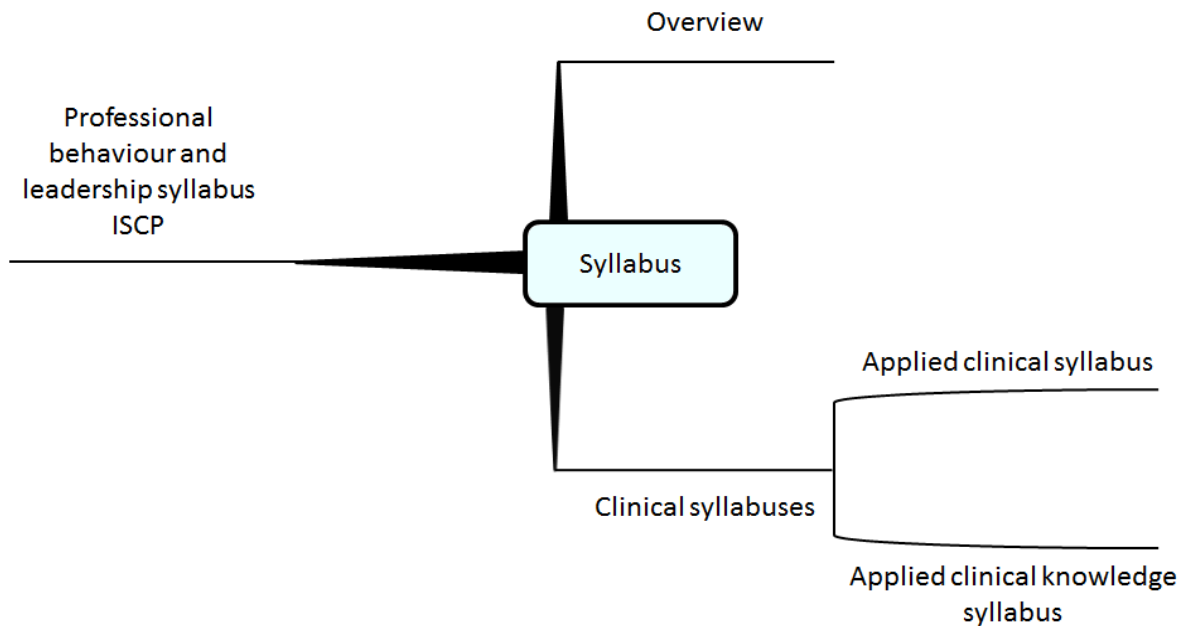 Overview
Professional
behaviour and
leadership syllabus
ISCP
Syllabus
Applied clinical syllabus
Clinical syllabuses
Applied clinical knowledge
syllabus